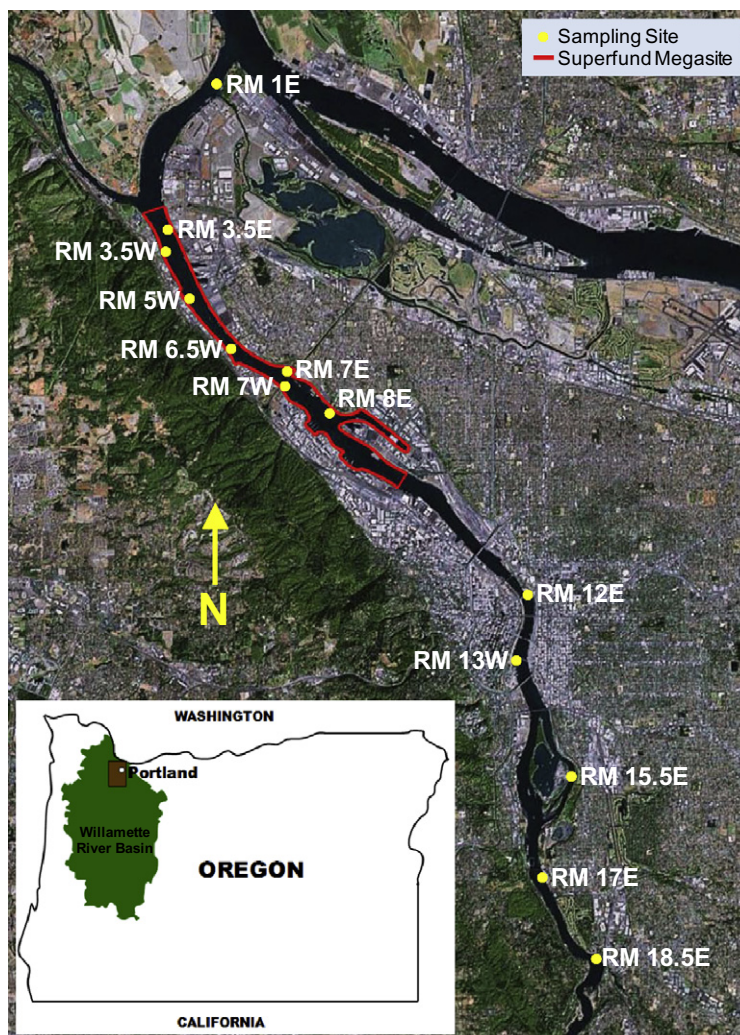 Sampling Site
Superfund Megasite
RM 1E
RM 3.5E
RM 3.5W
RM 5W
RM 6.5W
RM 7E
RM 7W
RM 8E
N
RM 12E
RM 13W
RM 15.5E
RM 17E
RM 18.5E
WASHINGTON
Portland
Willamette
River Basin
OREGON
CALIFORNIA